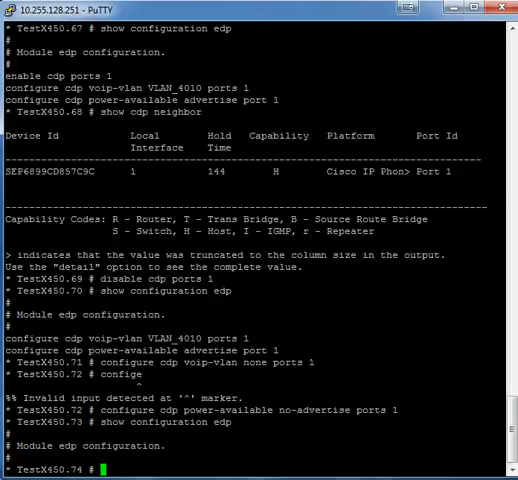 10.255.128.251 - PuTTY
* TestX450.67 # show configuration edp
#
# Module edp configuration.
#
enable cdp ports 1
configure cdp voip-vlan VLAN_4010 ports 1
configure cdp power-available advertise port 1
* TestX450.68 # show cdp neighbor
Device Id Local Hold Capability Platform Port Id
Interface Time
--------------------------------------------------------------------------------
SEP6899CD857C9C 1 144 H Cisco IP Phon> Port 1
---------------------------------------------------------------------------------
Capability Codes: R - Router, T - Trans Bridge, B - Source Route Bridge
S - Switch, H - Host, I - IGMP, r - Repeater
> indicates that the value was truncated to the column size in the output.
Use the "detail" option to see the complete value.
* TestX450.69 # disable cdp ports 1
* TestX450.70 # show configuration edp
#
# Module edp configuration.
#
configure cdp voip-vlan VLAN_4010 ports 1
configure cdp power-available advertise port 1
* TestX450.71 # configure cdp voip-vlan none ports 1
* TestX450.72 # confige
^
%% Invalid input detected at '^' marker.
* TestX450.72 # configure cdp power-available no-advertise ports 1
* TestX450.73 # show configuration edp
#
# Module edp configuration.
#
* TestX450.74 #